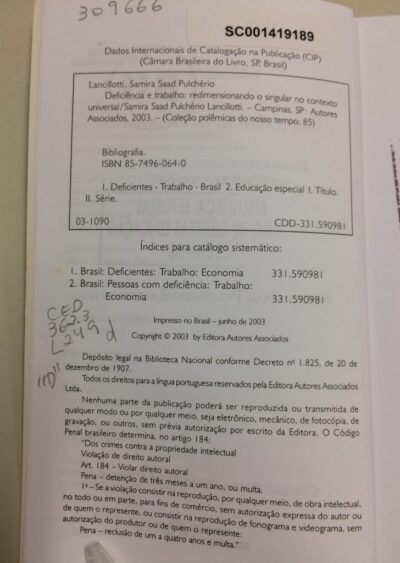 309666
SC001419189
Dados Internacionais de Catalogação na Publicação (CIP)
(Câmara Brasileira do Livro, SP, Brasil)
Lancillotti, Samira Saad Pulchério
Deficiência e trabalho: redimensionando o singular no contexto
universal/Samira Saad Pulchério Lancillotti. – Campinas, SP : Autores
Associados, 2003. – (Coleção polêmicas do nosso tempo, 85)
Bibliografia.
ISBN 85-7496-064-0
1. Deficientes - Trabalho - Brasil 2. Educação especial I. Título.
II. Série.
03-1090 CDD-331.590981
Índices para catálogo sistemático:
1. Brasil: Deficientes: Trabalho: Economia 331.590981
2. Brasil: Pessoas com deficiência: Trabalho:
Economia 331.590981
CED
362.3
L249d
"D"
Impresso no Brasil – junho de 2003
Copyright © 2003 by Editora Autores Associados
Depósito legal na Biblioteca Nacional conforme Decreto nº 1.825, de 20 de
dezembro de 1907.
Todos os direitos para a língua portuguesa reservados pela Editora Autores Associados
Ltda.
Nenhuma parte da publicação poderá ser reproduzida ou transmitida de
qualquer modo ou por qualquer meio, seja eletrônico, mecânico, de fotocópia, de
gravação, ou outros, sem prévia autorização por escrito da Editora. O Código
Penal brasileiro determina, no artigo 184:
"Dos crimes contra a propriedade intelectual
Violação de direito autoral
Art. 184 – Violar direito autoral
Pena – detenção de três meses a um ano, ou multa.
1º – Se a violação consistir na reprodução, por qualquer meio, de obra intelectual,
no todo ou em parte, para fins de comércio, sem autorização expressa do autor ou
de quem o represente, ou consistir na reprodução de fonograma e videograma, sem
autorização do produtor ou de quem o represente:
Pena – reclusão de um a quatro anos e multa."